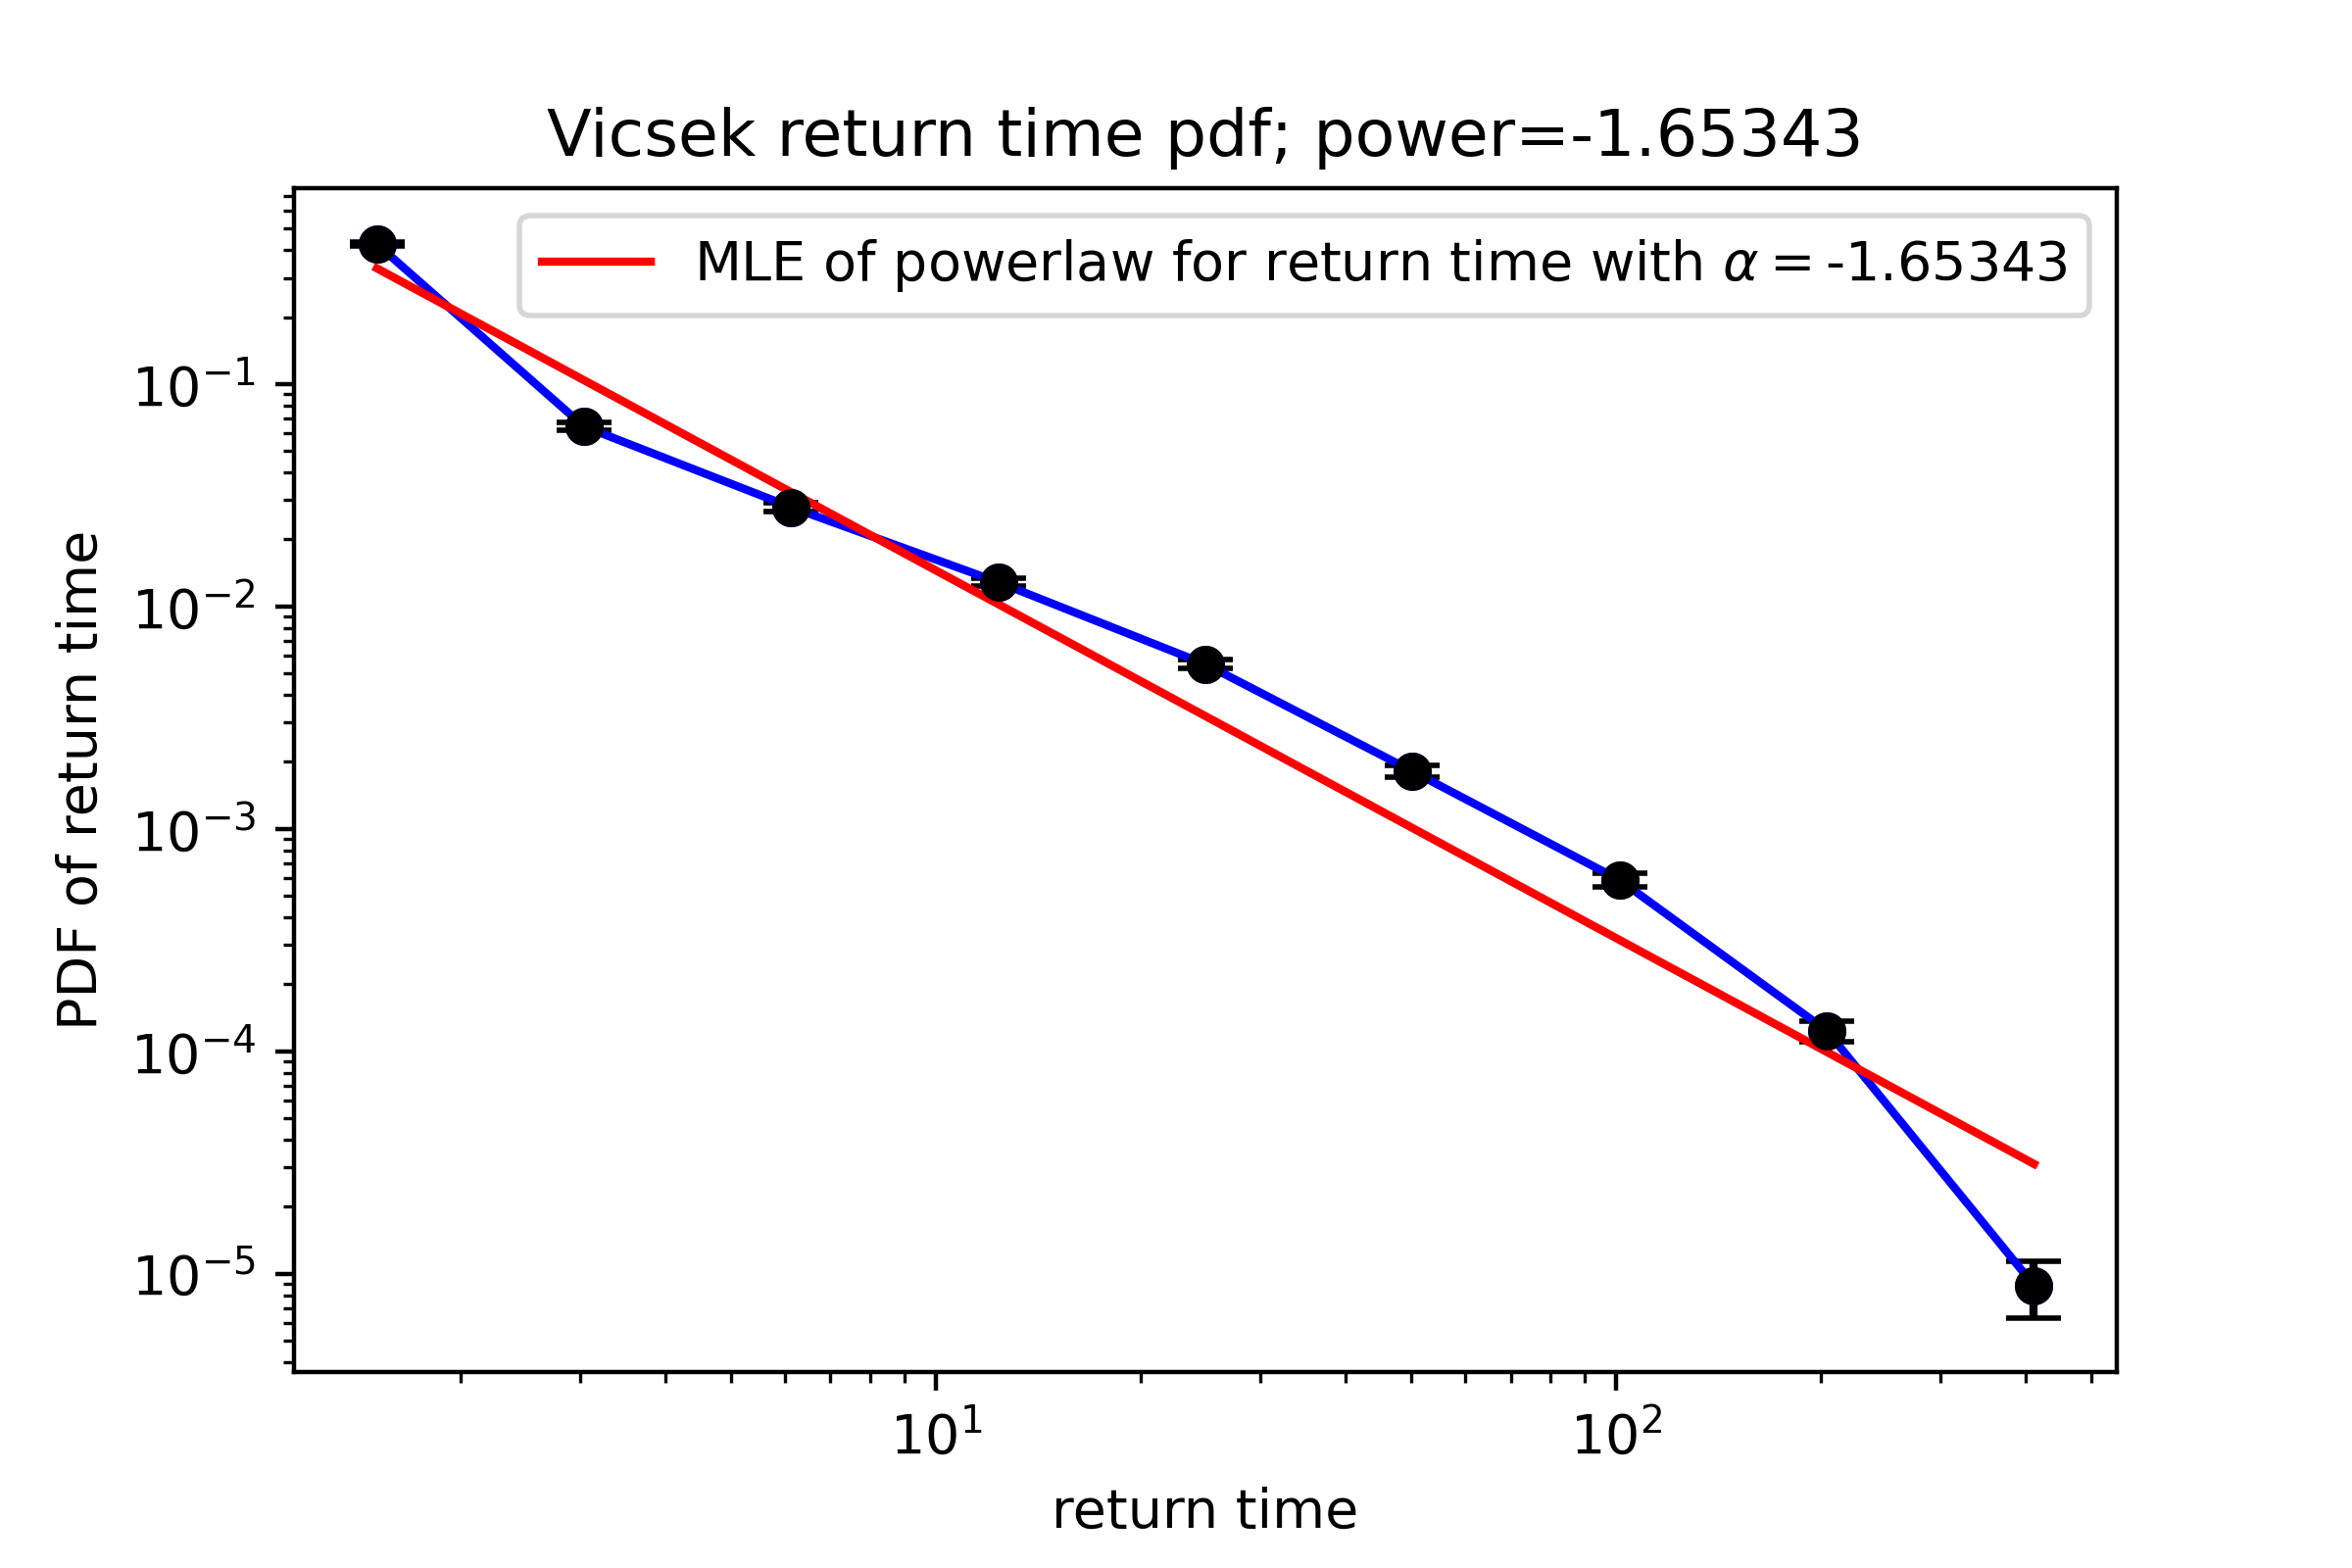 Vicsek return time pdf; power=-1.65343
MLE of powerlaw for return time with α = -1.65343
PDF of return time
10⁻¹
10⁻²
10⁻³
10⁻⁴
10⁻⁵
10¹ 10²
return time